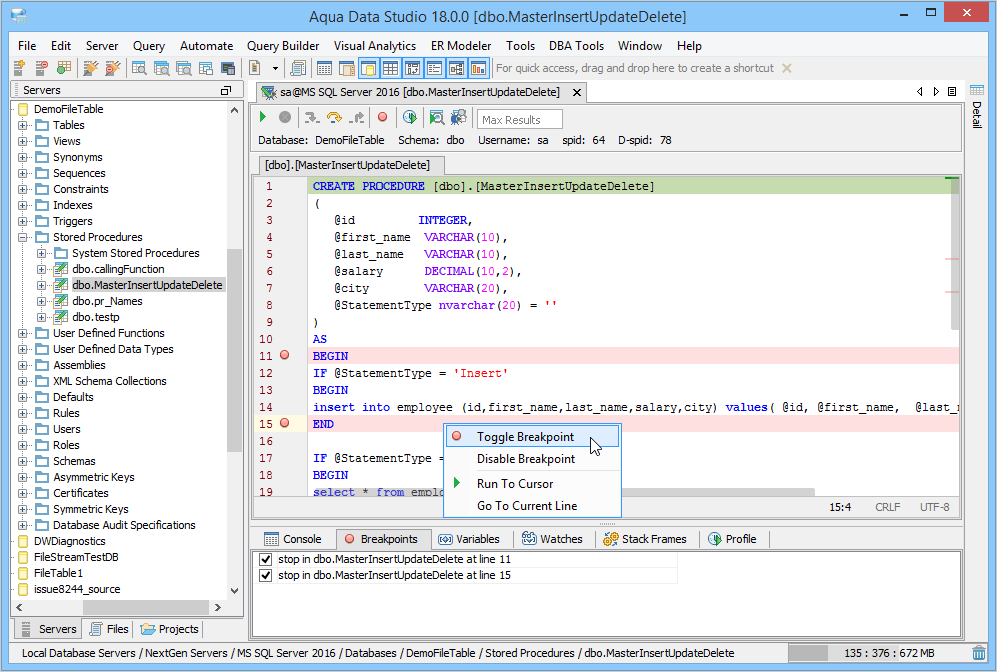 Aqua Data Studio 18.0.0 [dbo.MasterInsertUpdateDelete]
File Edit Server Query Automate Query Builder Visual Analytics ER Modeler Tools DBA Tools Window Help
For quick access, drag and drop here to create a shortcut
Servers
DemoFileTable
Tables
Views
Synonyms
Sequences
Constraints
Indexes
Triggers
Stored Procedures
System Stored Procedures
dbo.callingFunction
dbo.MasterInsertUpdateDelete
dbo.pr_Names
dbo.testp
User Defined Functions
User Defined Data Types
Assemblies
XML Schema Collections
Defaults
Rules
Users
Roles
Schemas
Asymmetric Keys
Certificates
Symmetric Keys
Database Audit Specifications
DWDiagnostics
FileStreamTestDB
FileTable1
issue8244_source
Servers Files Projects
sa@MS SQL Server 2016 [dbo.MasterInsertUpdateDelete]
Max Results
Database: DemoFileTable Schema: dbo Username: sa spid: 64 D-spid: 78
[dbo].[MasterInsertUpdateDelete]
1 CREATE PROCEDURE [dbo].[MasterInsertUpdateDelete]
2 (
3 @id INTEGER,
4 @first_name VARCHAR(10),
5 @last_name VARCHAR(10),
6 @salary DECIMAL(10,2),
7 @city VARCHAR(20),
8 @StatementType nvarchar(20) = ''
9 )
10 AS
11 BEGIN
12 IF @StatementType = 'Insert'
13 BEGIN
14 insert into employee (id,first_name,last_name,salary,city) values( @id, @first_name, @last_n
15 END
16
17 IF @StatementType =
18 BEGIN
19 select * from emplo
Toggle Breakpoint
Disable Breakpoint
Run To Cursor
Go To Current Line
15:4 CRLF UTF-8
Detail
Console Breakpoints Variables Watches Stack Frames Profile
stop in dbo.MasterInsertUpdateDelete at line 11
stop in dbo.MasterInsertUpdateDelete at line 15
Local Database Servers / NextGen Servers / MS SQL Server 2016 / Databases / DemoFileTable / Stored Procedures / dbo.MasterInsertUpdateDelete
135 : 376 : 672 MB